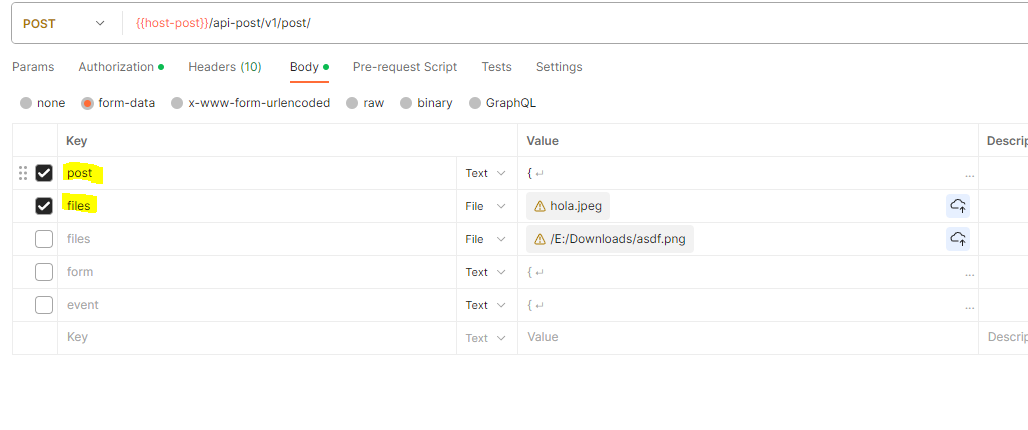 POST {{host-post}}/api-post/v1/post/
Params Authorization Headers (10) Body Pre-request Script Tests Settings
none form-data x-www-form-urlencoded raw binary GraphQL
Key Value Descrip
post Text { ↵ ...
files File hola.jpeg
files File /E:/Downloads/asdf.png
form Text { ↵ ...
event Text { ↵ ...
Key Text Value Descrip